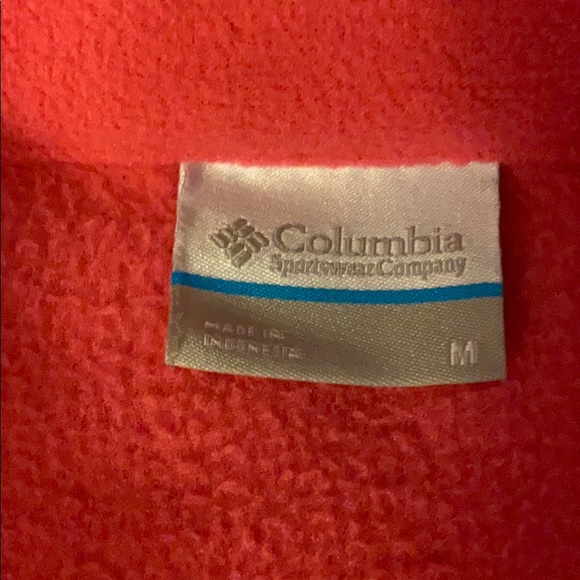 Columbia
Sportswear Company
MADE IN
INDONESIA
M